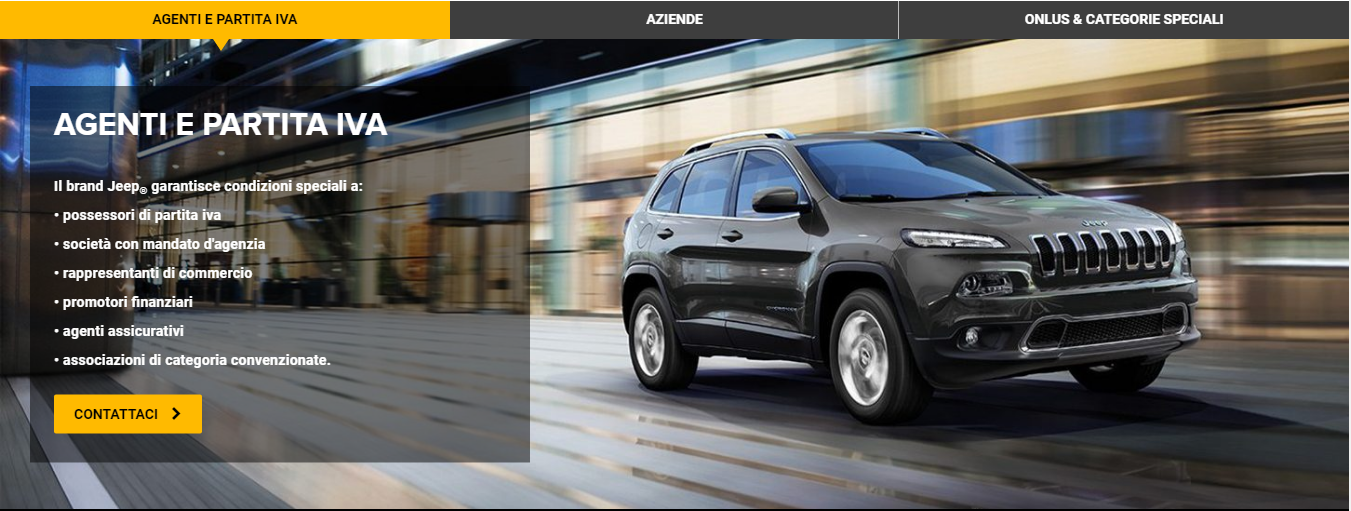 AGENTI E PARTITA IVA
AZIENDE
ONLUS & CATEGORIE SPECIALI
AGENTI E PARTITA IVA
Il brand Jeep® garantisce condizioni speciali a:
• possessori di partita iva
• società con mandato d'agenzia
• rappresentanti di commercio
• promotori finanziari
• agenti assicurativi
• associazioni di categoria convenzionate.
CONTATTACI
Jeep